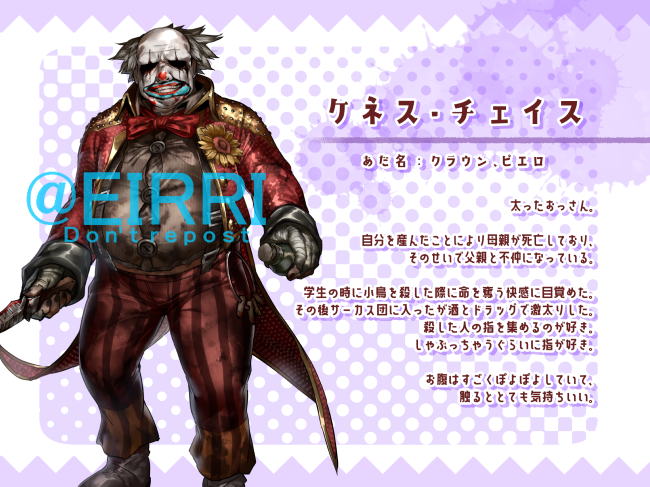 ケネス・チェイス
あだ名：クラウン、ピエロ
@EIRRI
Don't repost
太ったおっさん。
自分を産んだことにより母親が死亡しており、
そのせいで父親と不仲になっている。
学生の時に小鳥を殺した際に命を奪う快感に目覚めた。
その後サーカス団に入ったが酒とドラッグで激太りした。
殺した人の指を集めるのが好き。
しゃぶっちゃうぐらいに指が好き。
お腹はすごくぽよぽよしていて、
触るととても気持ちいい。